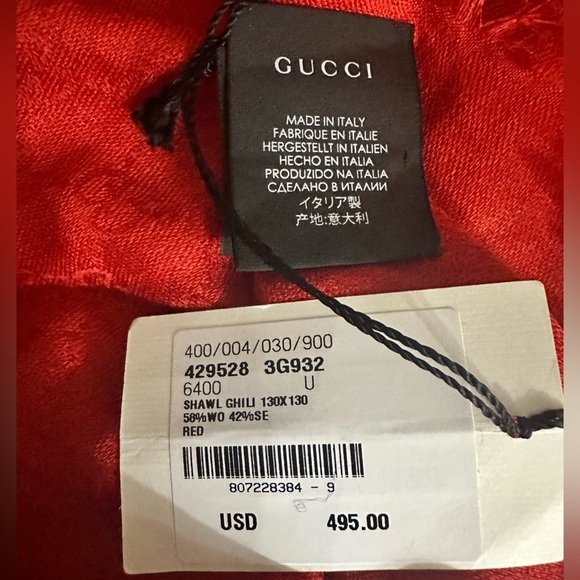 GUCCI
MADE IN ITALY
FABRIQUE EN ITALIE
HERGESTELLT IN ITALIEN
HECHO EN ITALIA
PRODUZIDO NA ITALIA
СДЕЛАНО В ИТАЛИИ
イタリア製
产地:意大利
400/004/030/900
429528 3G932
6400 U
SHAWL GHILI 130X130
58%WO 42%SE
RED
807228384 - 9
USD 495.00